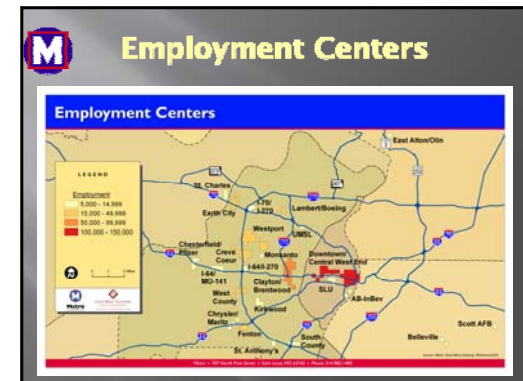 M
Employment Centers
Employment Centers
LEGEND
Employment
5,000 - 14,999
15,000 - 49,999
50,000 - 99,999
100,000 - 150,000
Metro
East Alton/Olin
St. Charles
I-70/
I-270
Lambert/Boeing
Earth City
Westport
UMSL
Chesterfield/
Pfizer
Creve
Coeur
Monsanto
Downtown/
Central West End
I-64/I-270
I-64/
MO-141
Clayton/
Brentwood
SLU
AB-InBev
West
County
Kirkwood
Chrysler/
Moritz
Scott AFB
Fenton
South
County
Belleville
St. Anthony's